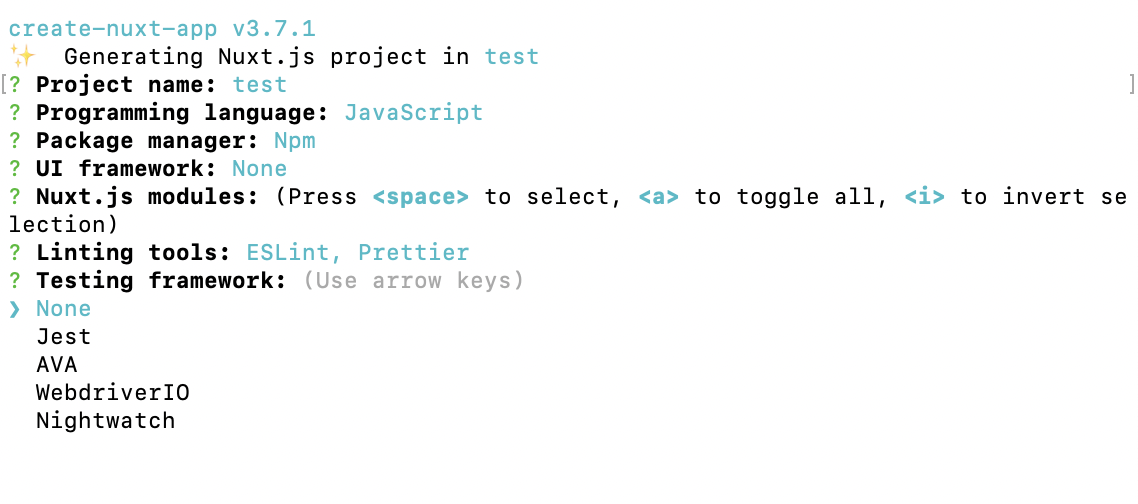 create-nuxt-app v3.7.1
✨ Generating Nuxt.js project in test
[? Project name: test ]
? Programming language: JavaScript
? Package manager: Npm
? UI framework: None
? Nuxt.js modules: (Press <space> to select, <a> to toggle all, <i> to invert se
lection)
? Linting tools: ESLint, Prettier
? Testing framework: (Use arrow keys)
❯ None
Jest
AVA
WebdriverIO
Nightwatch